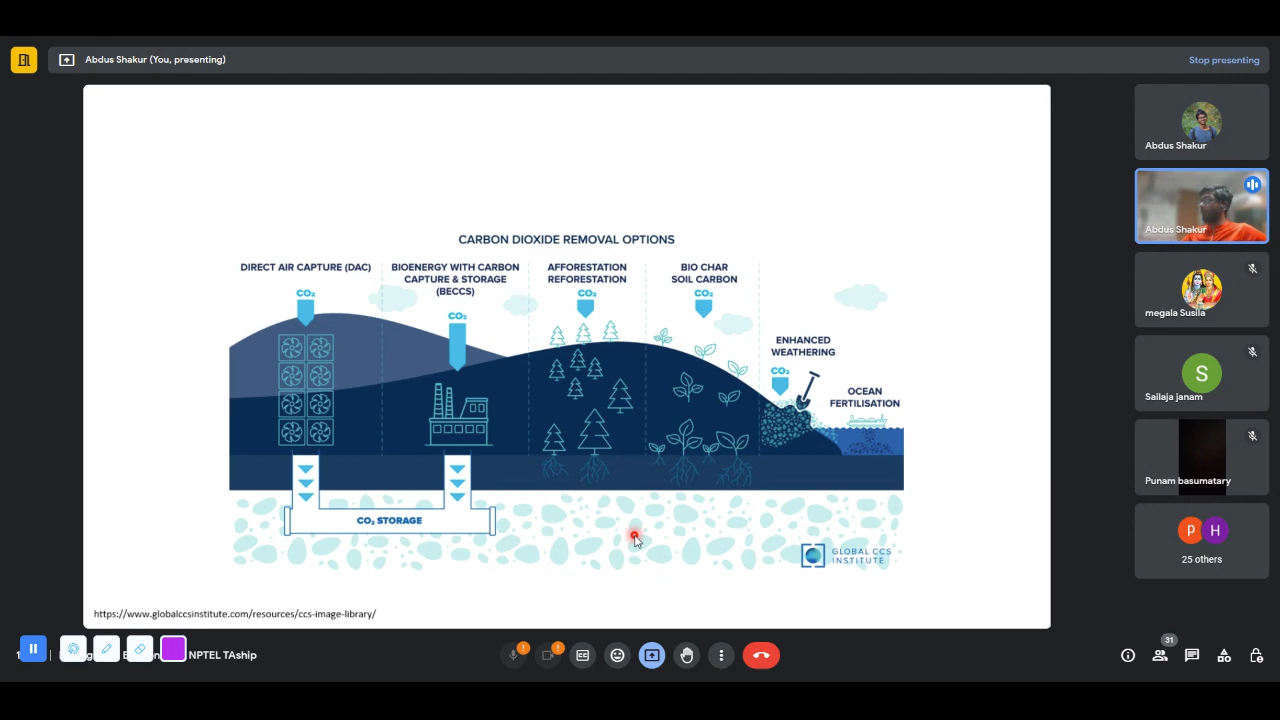 Abdus Shakur (You, presenting)
Stop presenting
CARBON DIOXIDE REMOVAL OPTIONS
DIRECT AIR CAPTURE (DAC)
CO₂
BIOENERGY WITH CARBON
CAPTURE & STORAGE
(BECCS)
CO₂
AFFORESTATION
REFORESTATION
CO₂
BIO CHAR
SOIL CARBON
CO₂
ENHANCED
WEATHERING
CO₂
OCEAN
FERTILISATION
CO₂ STORAGE
GLOBAL CCS
INSTITUTE
https://www.globalccsinstitute.com/resources/ccs-image-library/
Abdus Shakur
Abdus Shakur
megala Susila
S
Sailaja janam
Punam basumatary
P
H
25 others
NPTEL TAship
31